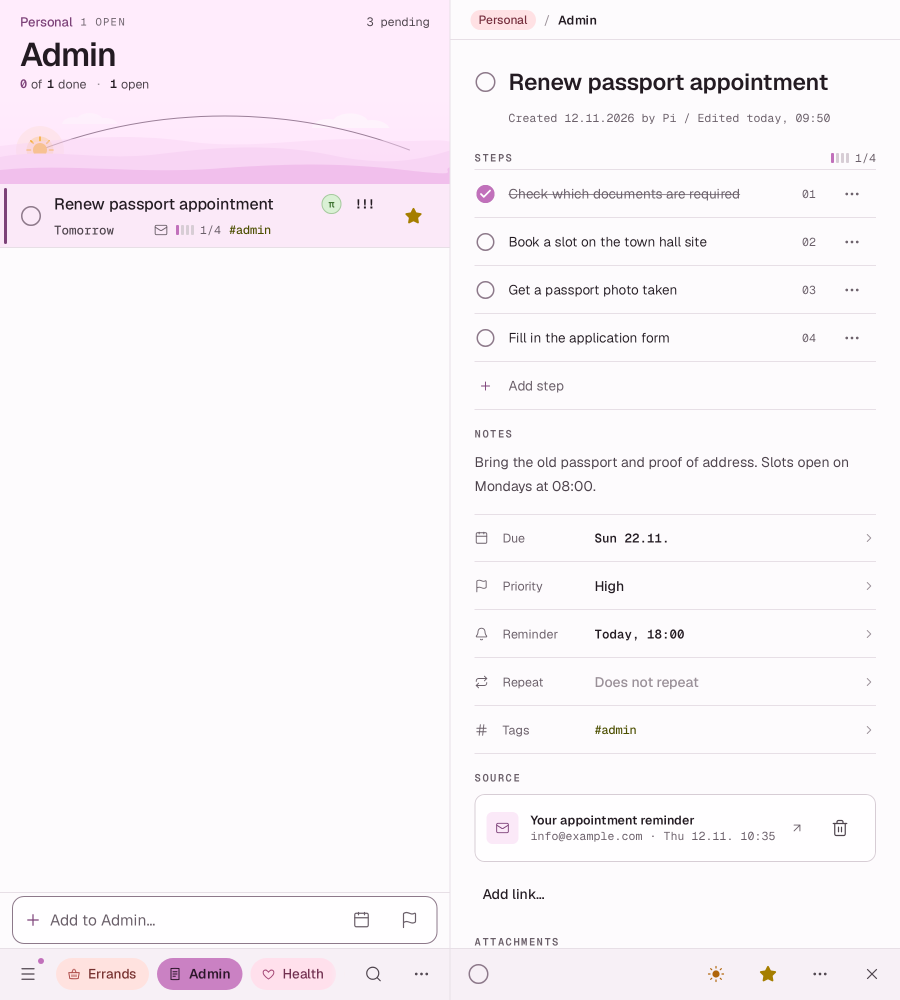 Personal 1 OPEN
3 pending
Admin
0 of 1 done · 1 open
Renew passport appointment π !!!
Tomorrow 1/4 #admin
Add to Admin…
Errands Admin Health
Personal / Admin
Renew passport appointment
Created 12.11.2026 by Pi / Edited today, 09:50
STEPS 1/4
Check which documents are required 01
Book a slot on the town hall site 02
Get a passport photo taken 03
Fill in the application form 04
Add step
NOTES
Bring the old passport and proof of address. Slots open on
Mondays at 08:00.
Due Sun 22.11.
Priority High
Reminder Today, 18:00
Repeat Does not repeat
Tags #admin
SOURCE
Your appointment reminder
info@example.com · Thu 12.11. 10:35
Add link…
ATTACHMENTS